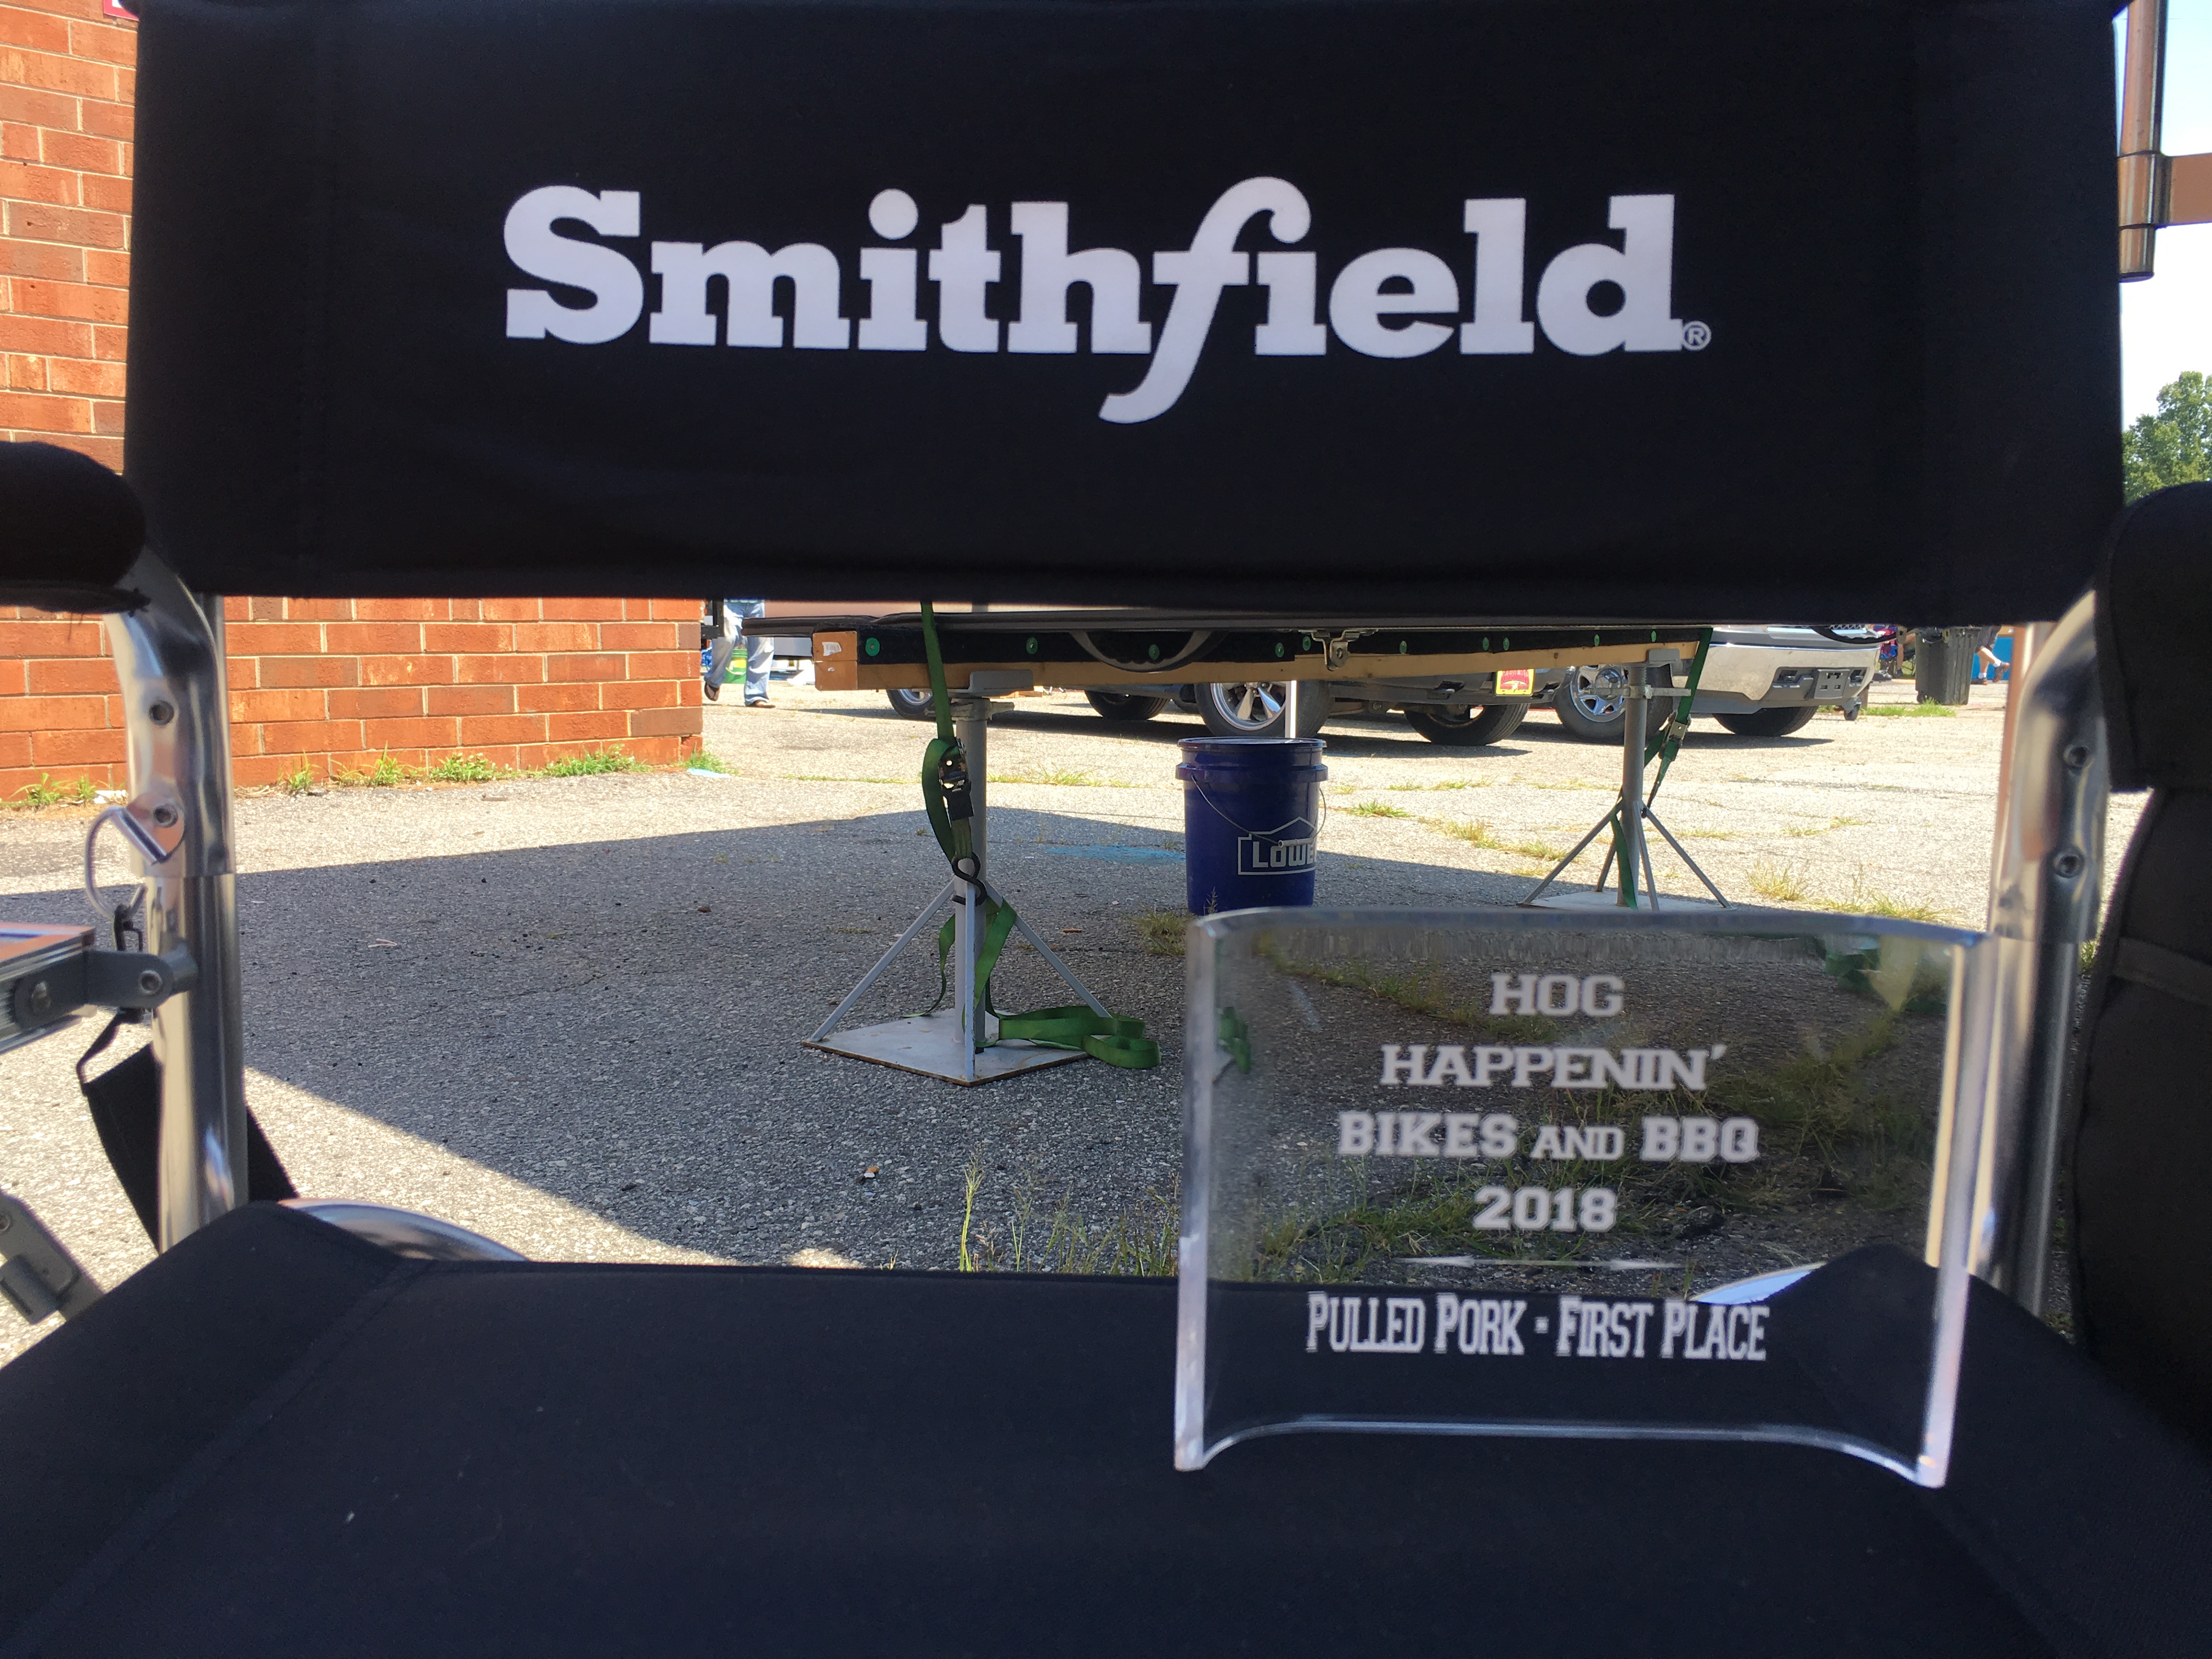 Smithfield®
LOWE
HOG
HAPPENIN'
BIKES AND BBQ
2018
PULLED PORK - FIRST PLACE